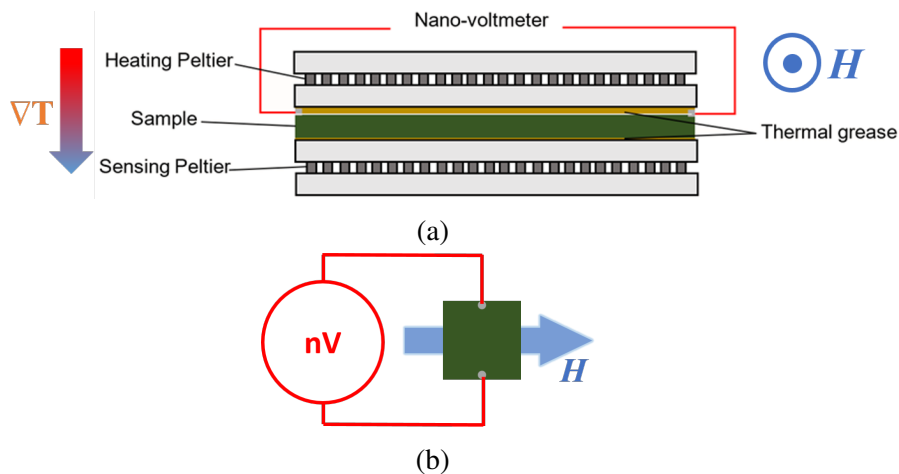 Nano-voltmeter
Heating Peltier
H
∇T
Sample
Thermal grease
Sensing Peltier
(a)
nV
H
(b)